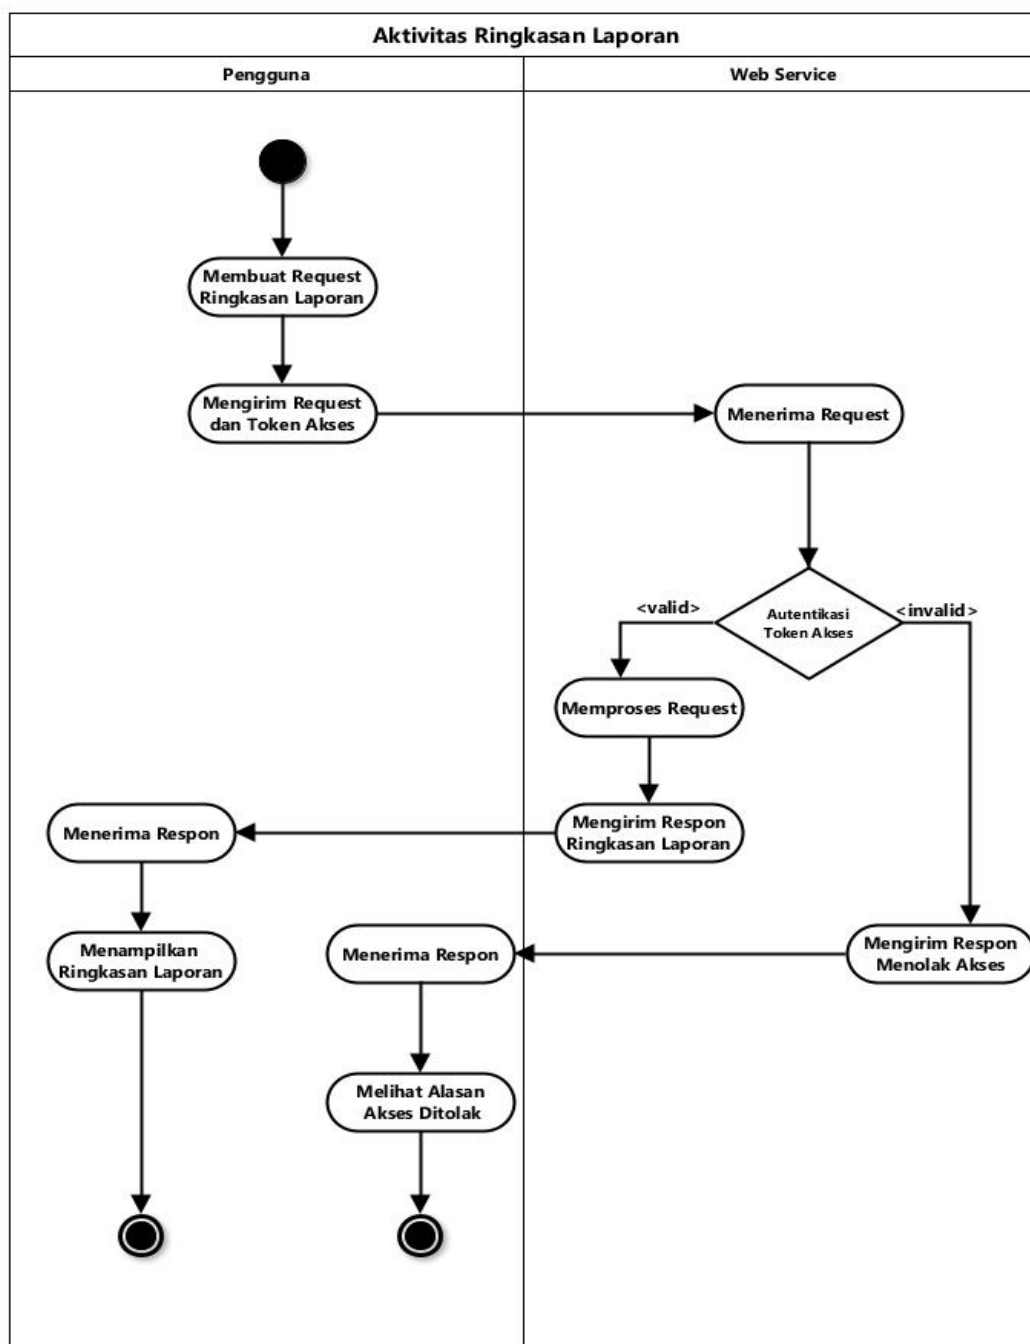 Aktivitas Ringkasan Laporan
Pengguna
Web Service
Membuat Request
Ringkasan Laporan
Mengirim Request
dan Token Akses
Menerima Request
Autentikasi
Token Akses
<valid>
<invalid>
Memproses Request
Mengirim Respon
Ringkasan Laporan
Menerima Respon
Menampilkan
Ringkasan Laporan
Mengirim Respon
Menolak Akses
Menerima Respon
Melihat Alasan
Akses Ditolak